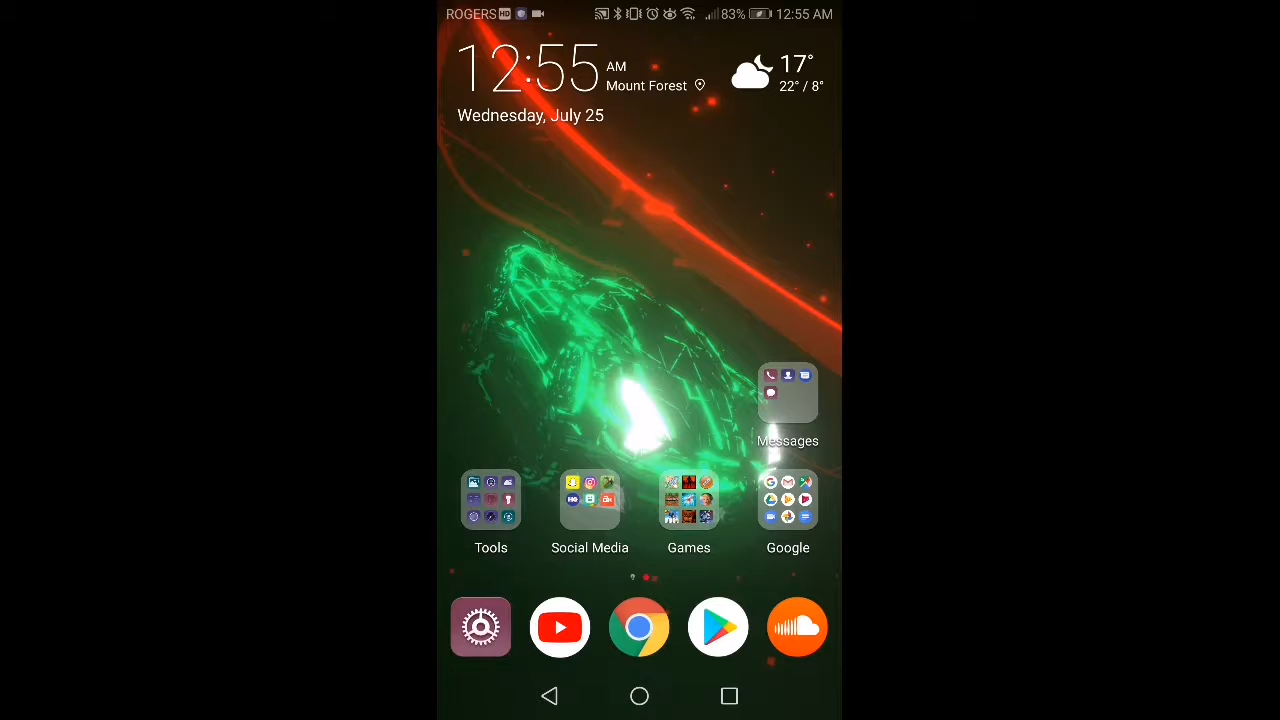 ROGERS HD 83% 12:55 AM
12:55 AM
Mount Forest
17°
22° / 8°
Wednesday, July 25
Messages
Tools Social Media Games Google